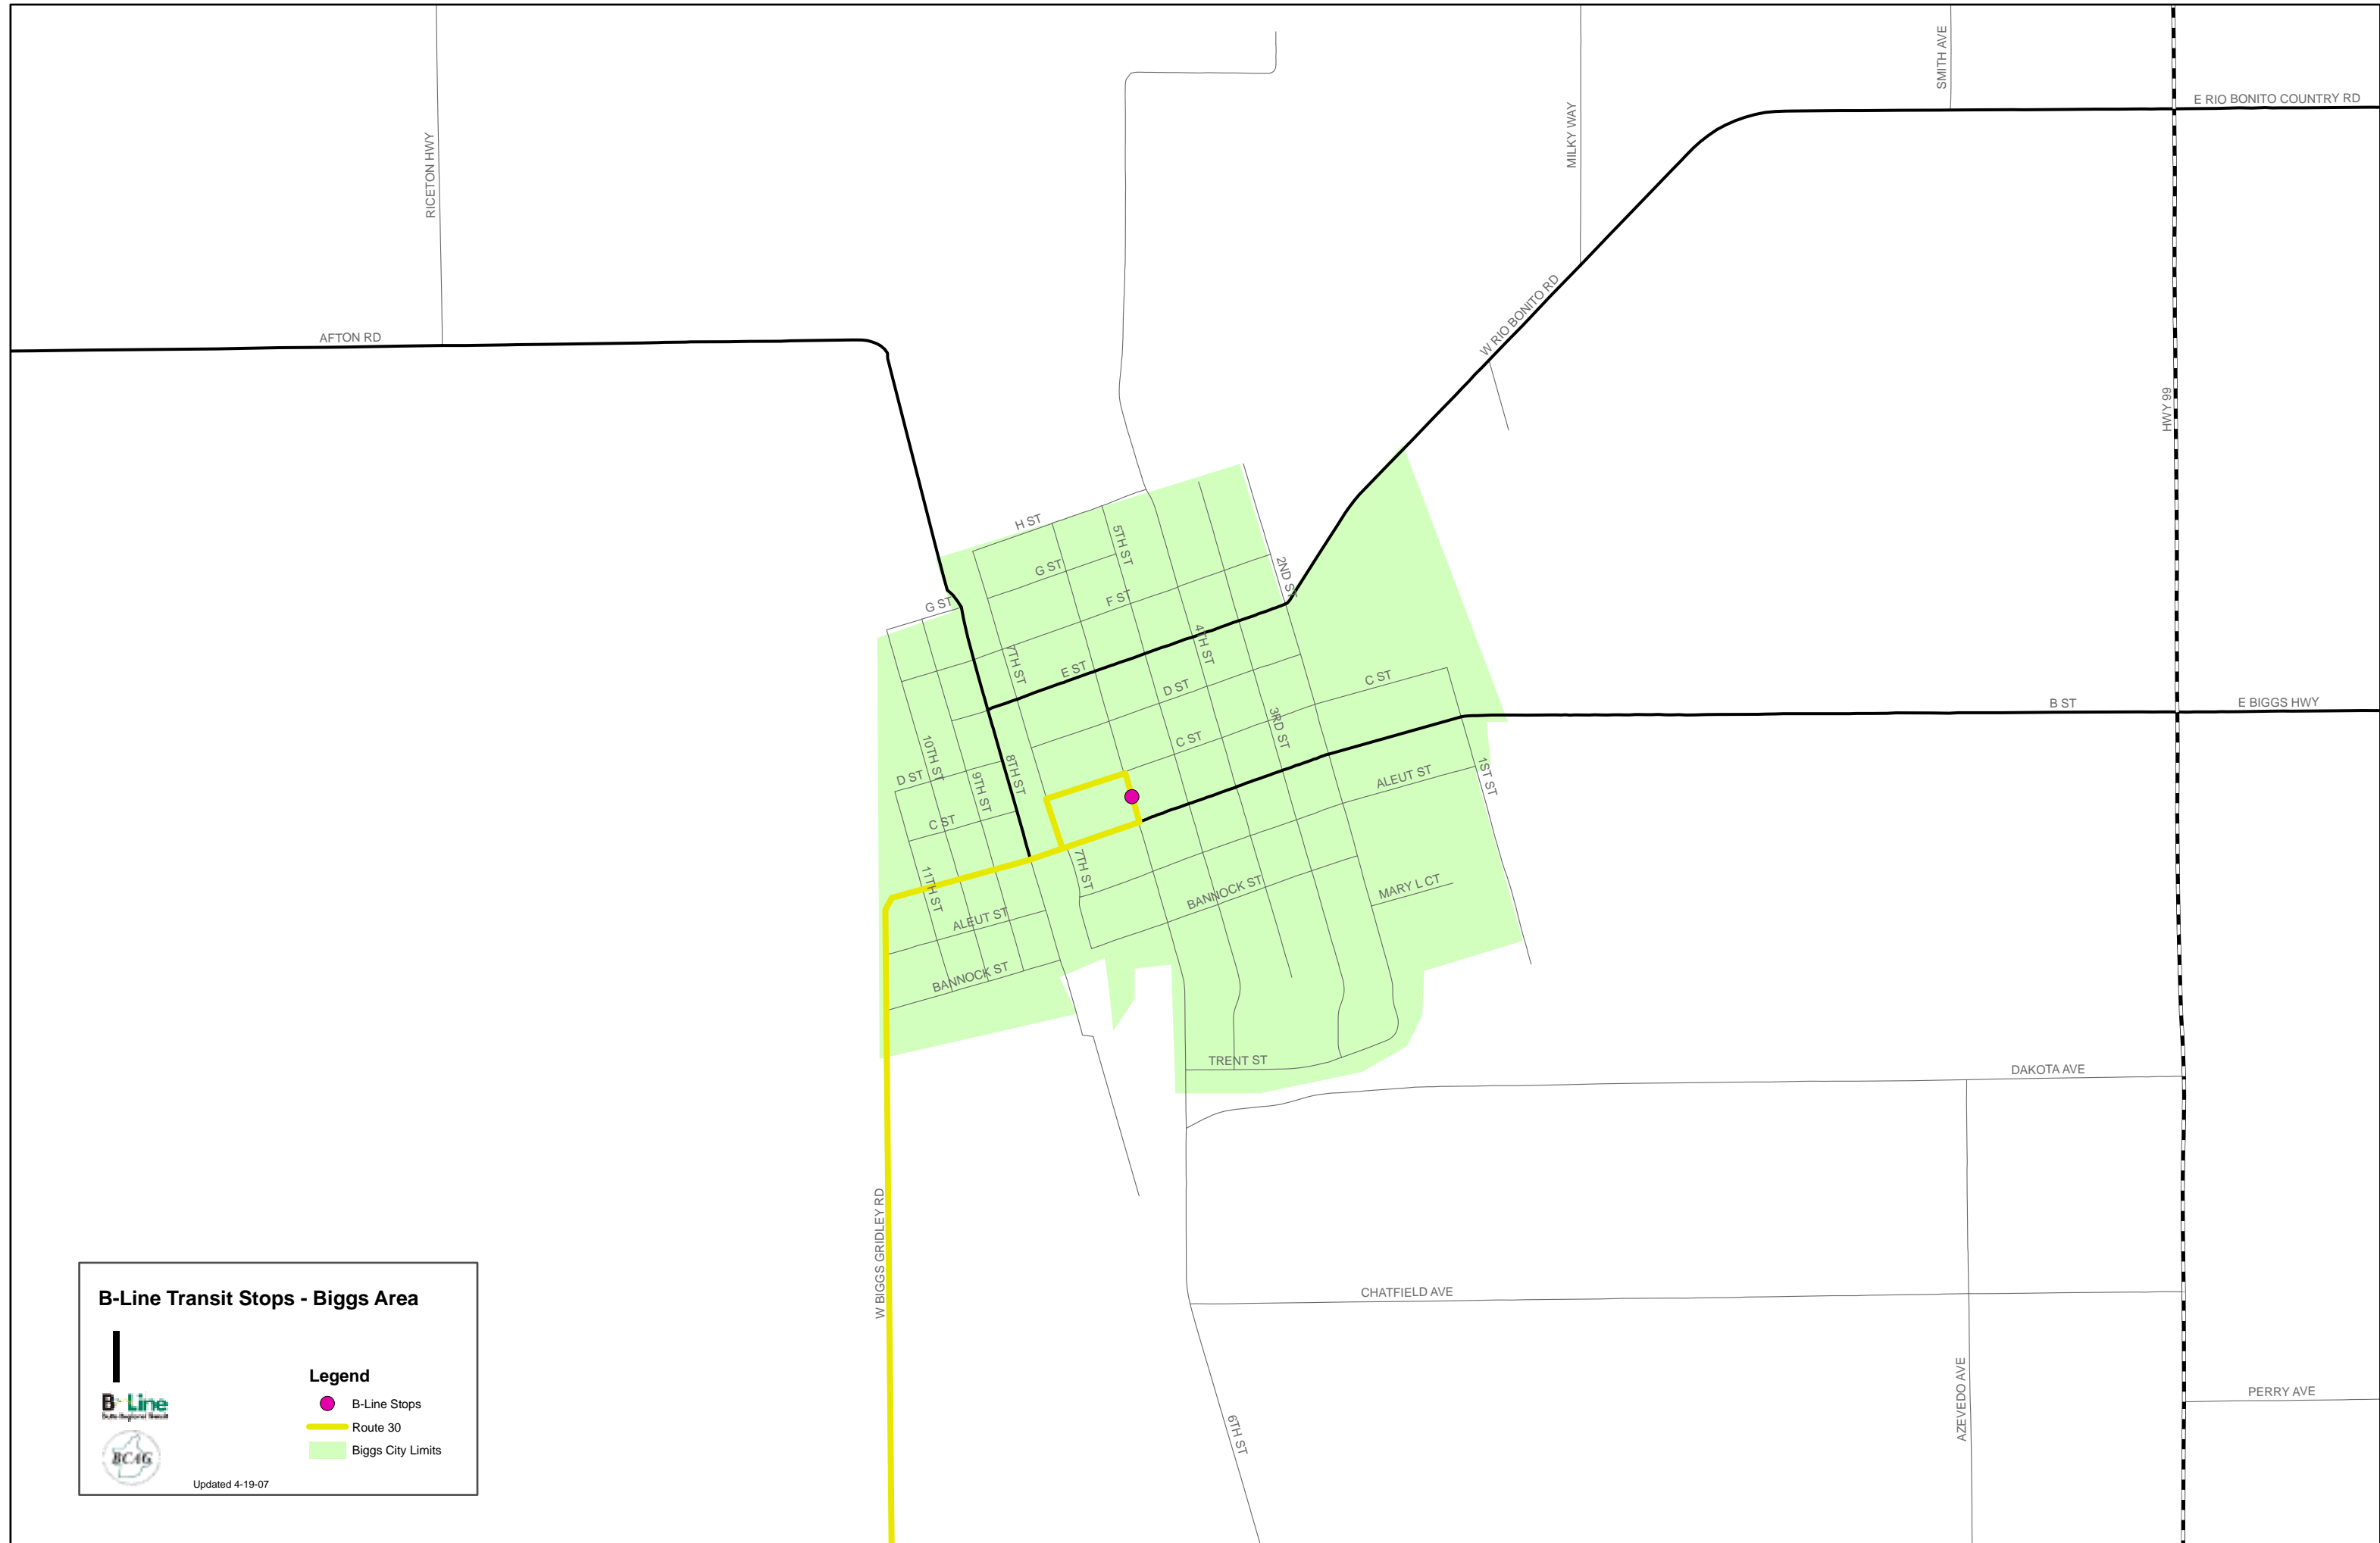 SMITH AVE
E RIO BONITO COUNTRY RD
MILKY WAY
RICETON HWY
W RIO BONITO RD
AFTON RD
HWY 99
H ST
5TH ST
G ST
2ND ST
G ST
F ST
4TH ST
7TH ST
E ST
D ST
C ST
B ST
E BIGGS HWY
3RD ST
C ST
10TH ST
8TH ST
D ST
9TH ST
1ST ST
ALEUT ST
C ST
7TH ST
11TH ST
BANNOCK ST
MARY L CT
ALEUT ST
BANNOCK ST
TRENT ST
DAKOTA AVE
W BIGGS GRIDLEY RD
CHATFIELD AVE
AZEVEDO AVE
PERRY AVE
6TH ST
B-Line Transit Stops - Biggs Area
B Line
Butte Regional Transit
BCAG
Legend
B-Line Stops
Route 30
Biggs City Limits
Updated 4-19-07